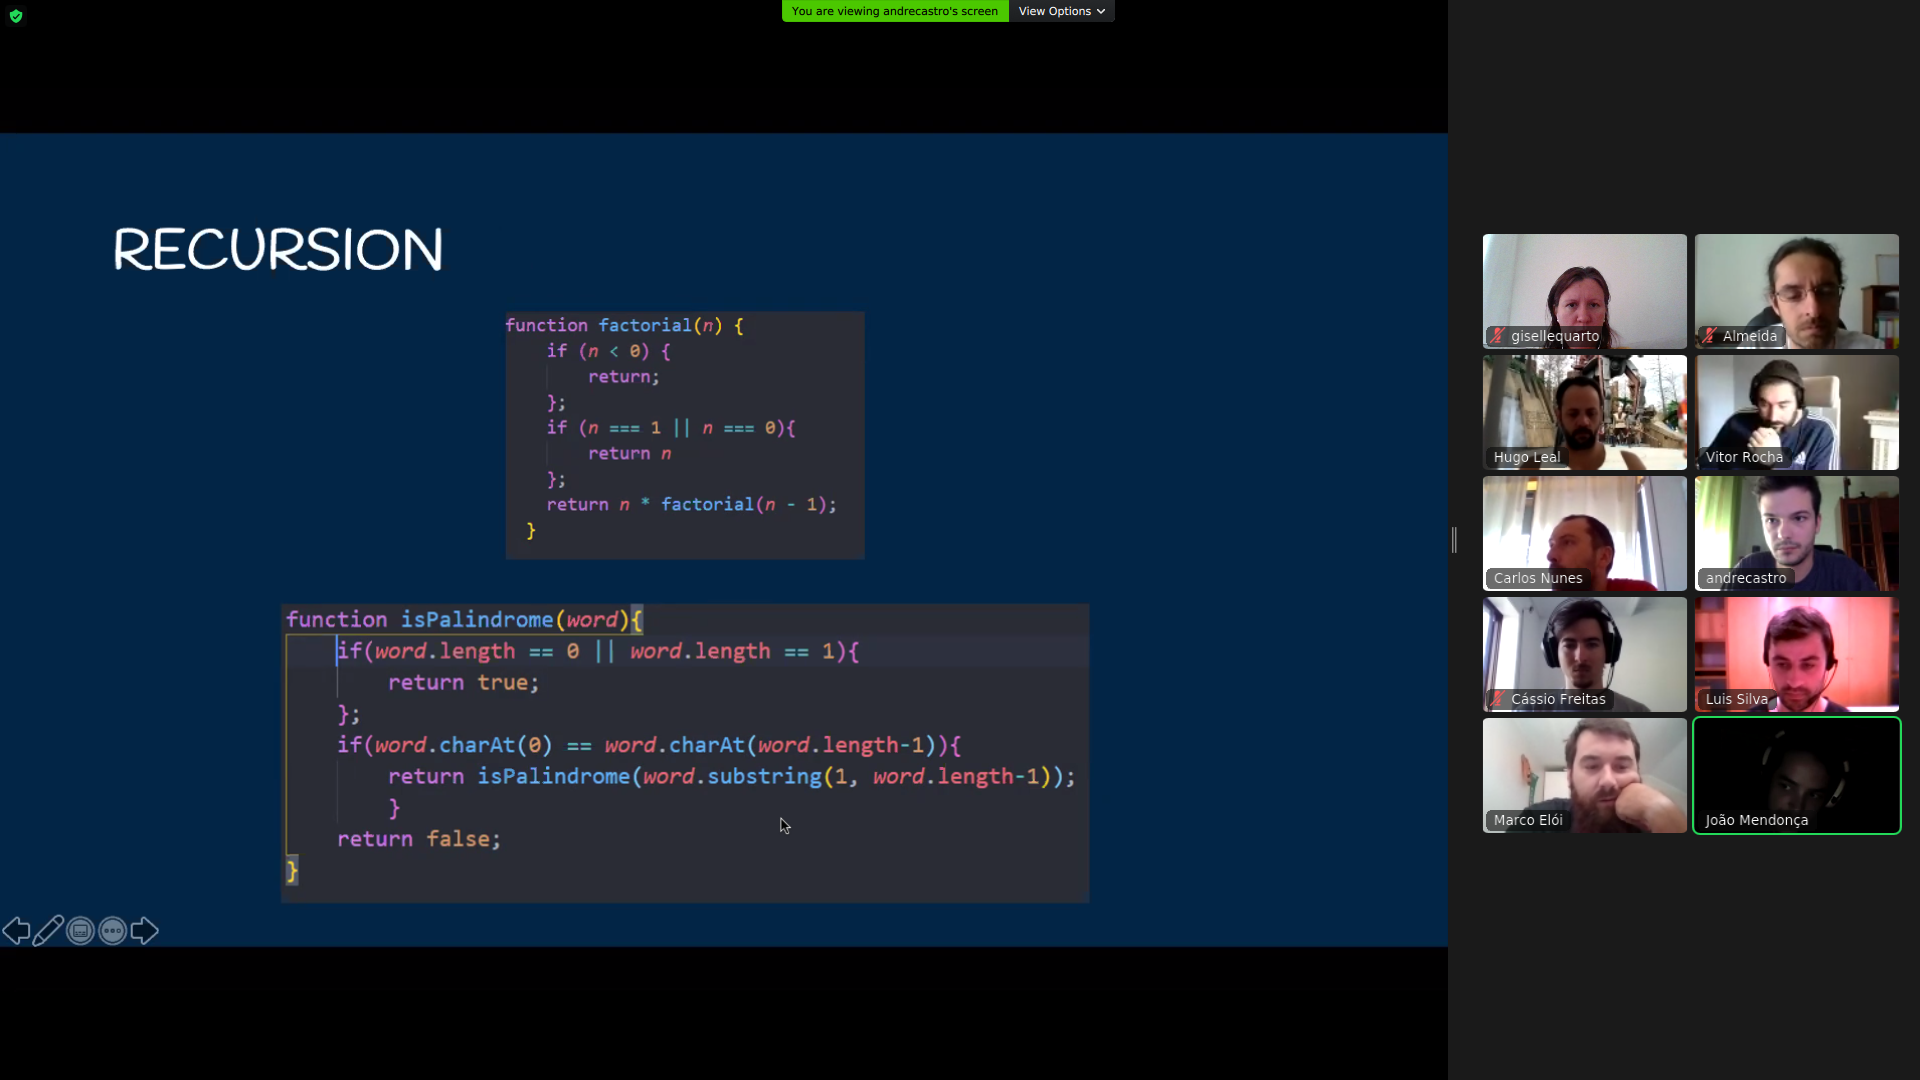 You are viewing andrecastro's screen
View Options
RECURSION
function factorial(n) {
if (n < 0) {
return;
};
if (n === 1 || n === 0){
return n
};
return n * factorial(n - 1);
}
function isPalindrome(word){
if(word.length == 0 || word.length == 1){
return true;
};
if(word.charAt(0) == word.charAt(word.length-1)){
return isPalindrome(word.substring(1, word.length-1));
}
return false;
}
gisellequarto
Almeida
Hugo Leal
Vitor Rocha
Carlos Nunes
andrecastro
Cássio Freitas
Luis Silva
Marco Elói
João Mendonça